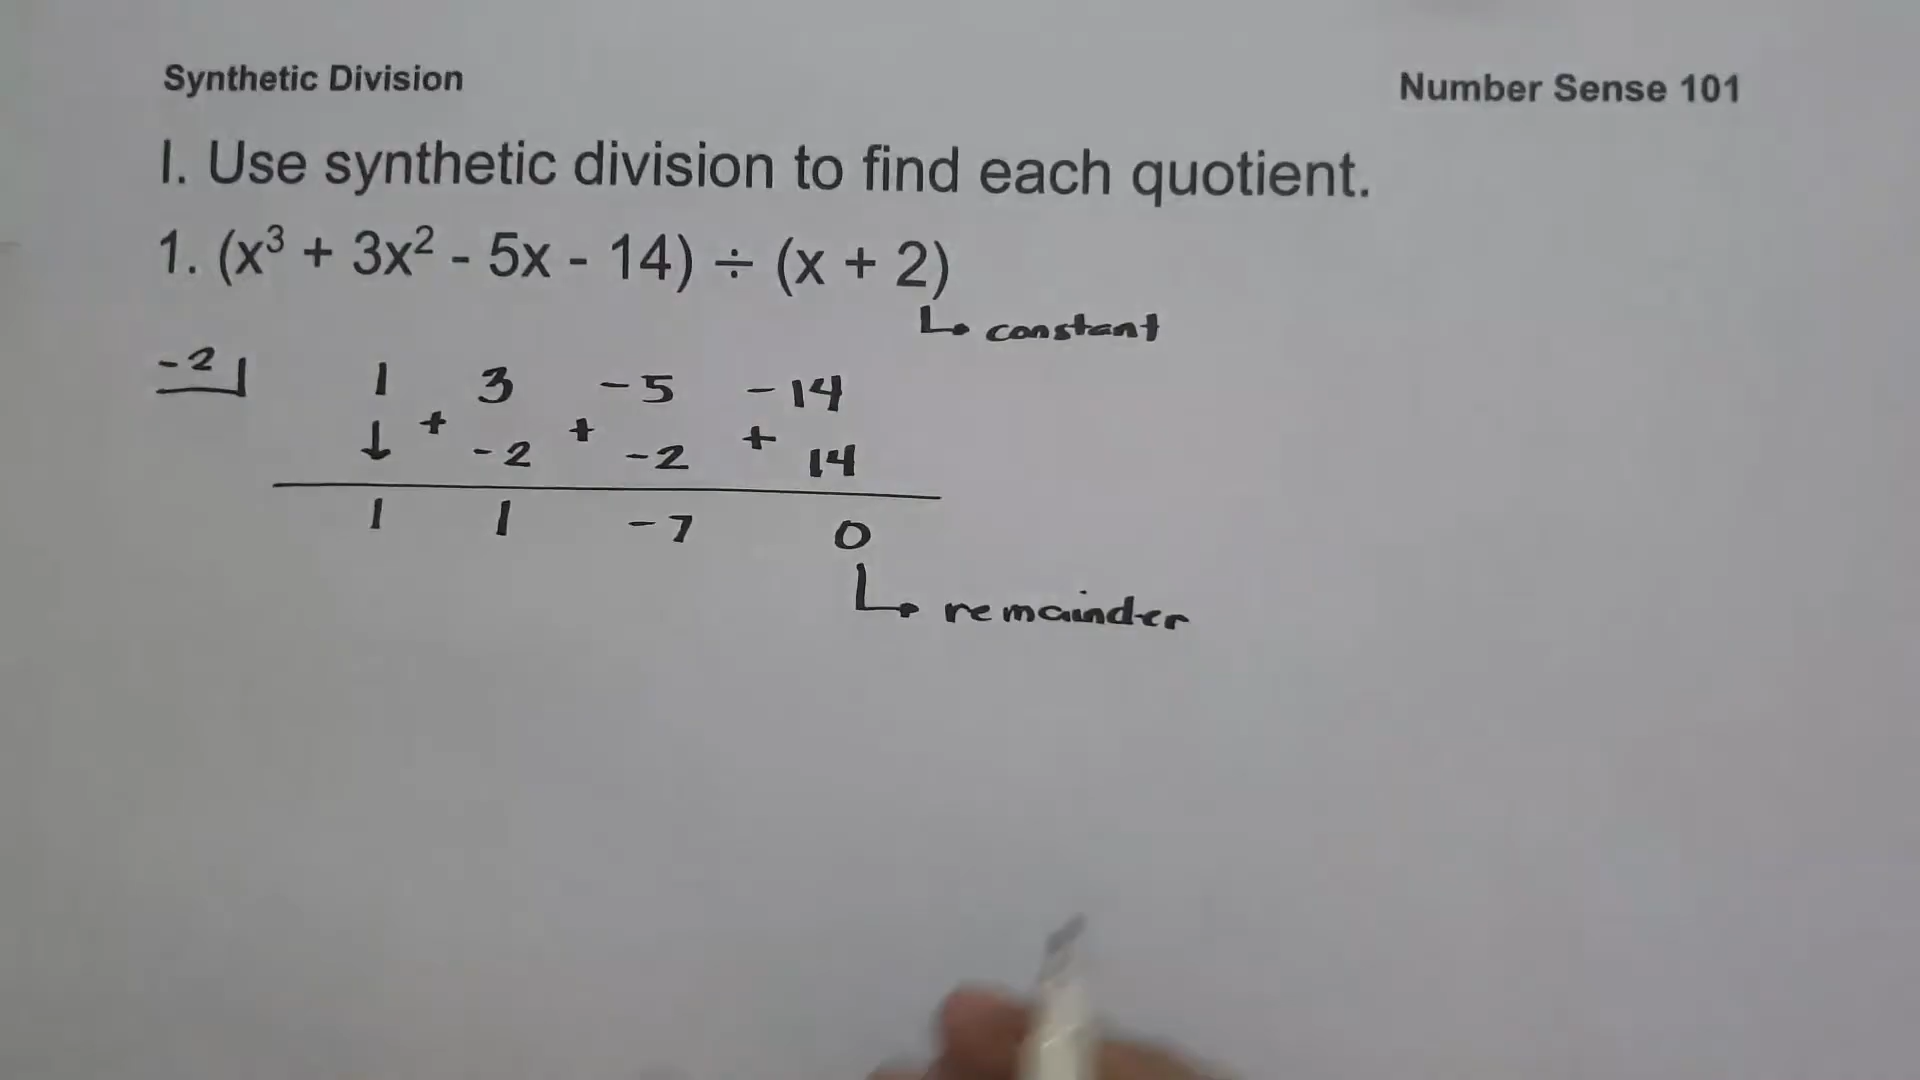 Synthetic Division
Number Sense 101
I. Use synthetic division to find each quotient.
1. (x³ + 3x² - 5x - 14) ÷ (x + 2)
constant
-2 1 3 -5 -14
+ -2 + -2 + 14
1 1 -7 0
remainder